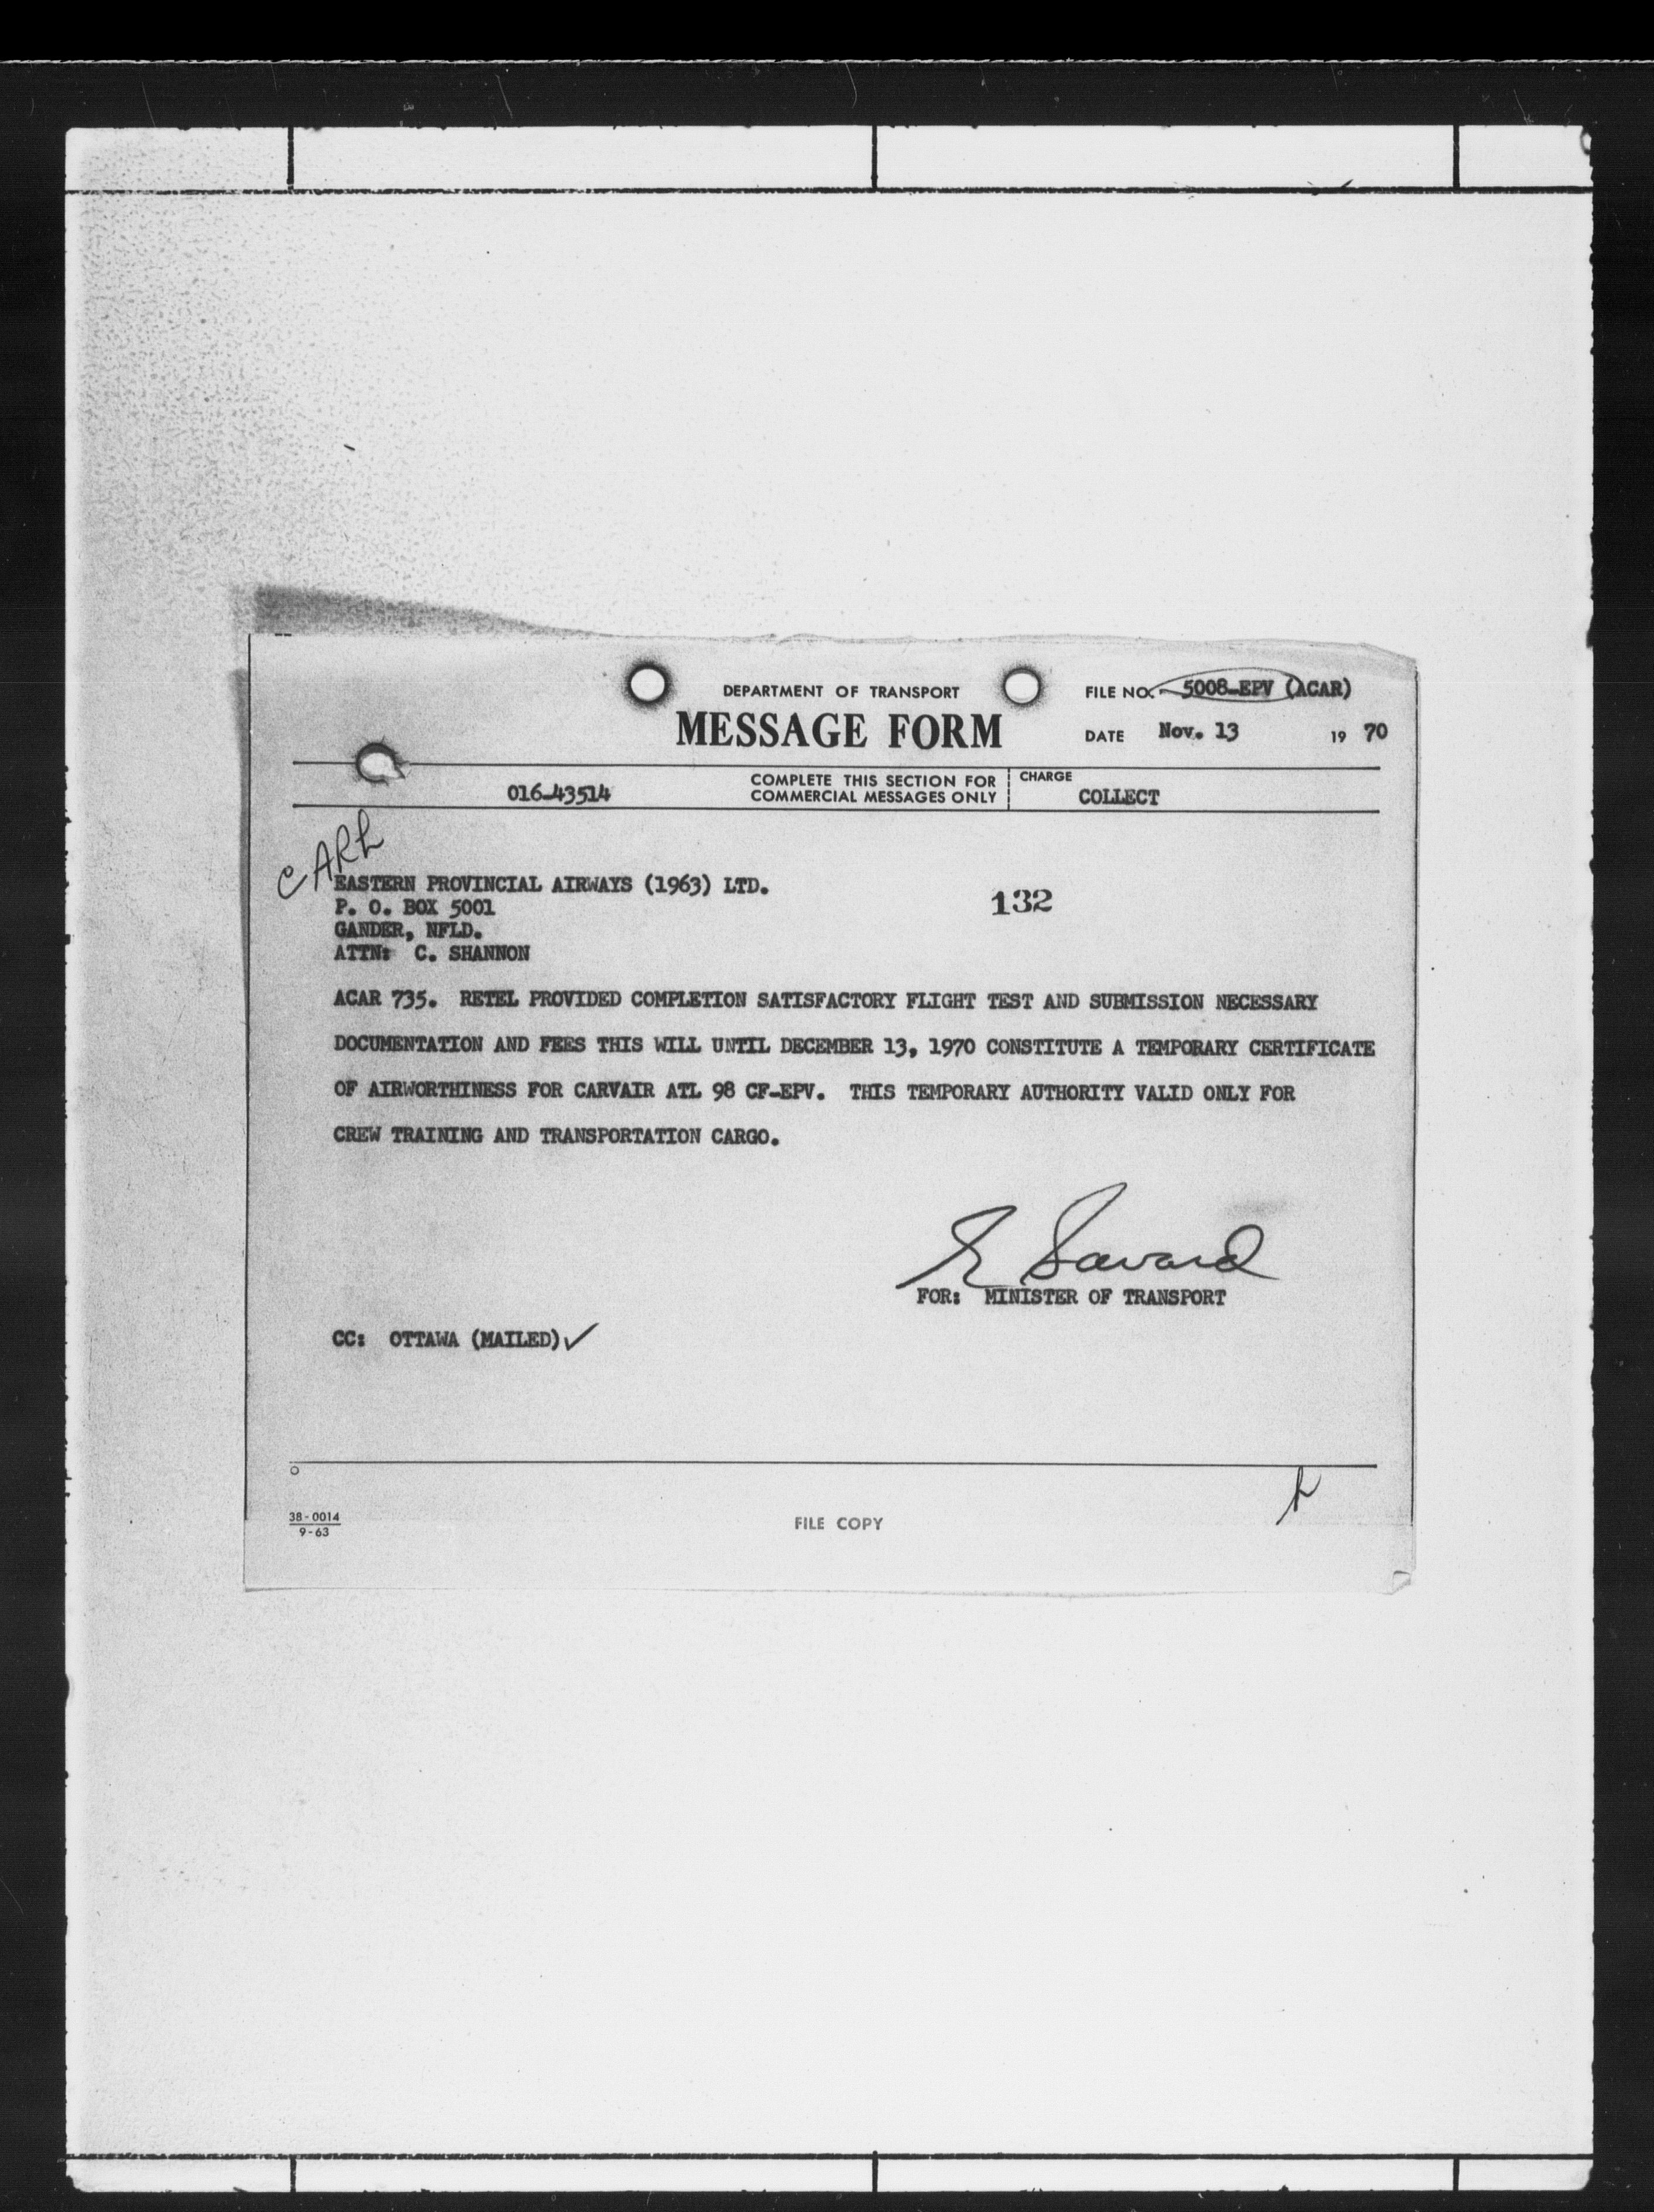 DEPARTMENT OF TRANSPORT
MESSAGE FORM
FILE NO. 5008-EPV (ACAR)
DATE Nov. 13 19 70
016-43514
COMPLETE THIS SECTION FOR
COMMERCIAL MESSAGES ONLY
CHARGE
COLLECT
CARL
EASTERN PROVINCIAL AIRWAYS (1963) LTD.
P. O. BOX 5001
GANDER, NFLD.
ATTN: C. SHANNON
132
ACAR 735. RETEL PROVIDED COMPLETION SATISFACTORY FLIGHT TEST AND SUBMISSION NECESSARY
DOCUMENTATION AND FEES THIS WILL UNTIL DECEMBER 13, 1970 CONSTITUTE A TEMPORARY CERTIFICATE
OF AIRWORTHINESS FOR CARVAIR ATL 98 CF-EPV. THIS TEMPORARY AUTHORITY VALID ONLY FOR
CREW TRAINING AND TRANSPORTATION CARGO.
Savard
FOR: MINISTER OF TRANSPORT
CC: OTTAWA (MAILED) ✓
38-0014
9-63
FILE COPY